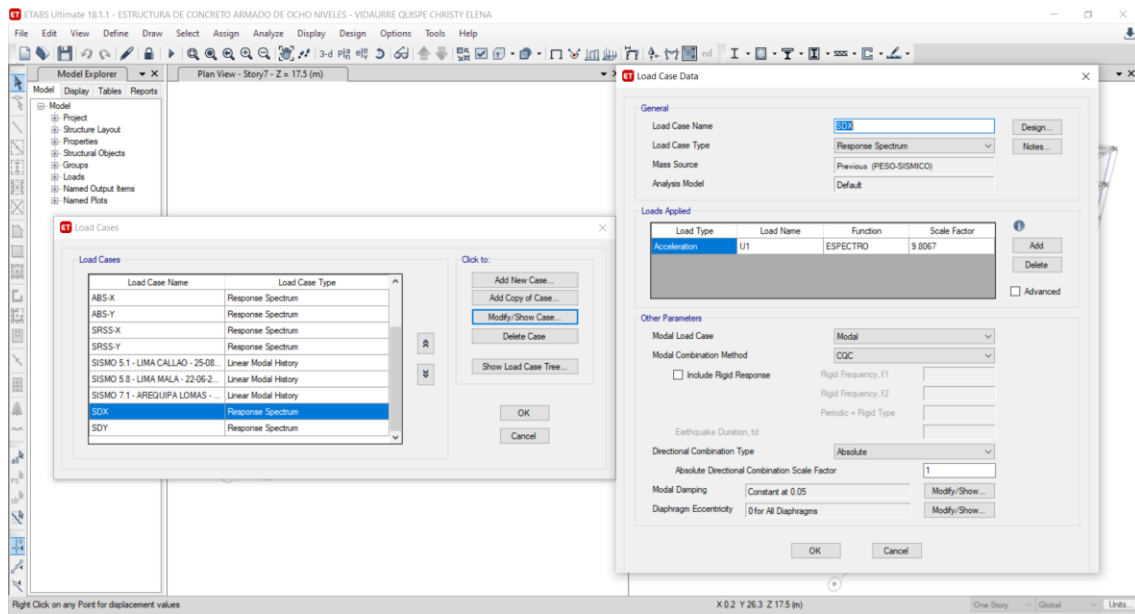 ETABS Ultimate 18.1.1 - ESTRUCTURA DE CONCRETO ARMADO DE OCHO NIVELES - VIDAURRE QUISPE CHRISTY ELENA
File Edit View Define Draw Select Assign Analyze Display Design Options Tools Help
3-d
nd
Model Explorer
Plan View - Story7 - Z = 17.5 (m)
Model Display Tables Reports
Model
Project
Structure Layout
Properties
Structural Objects
Groups
Loads
Named Output Items
Named Plots
Load Cases
Load Cases
Load Case Name Load Case Type
ABS-X Response Spectrum
ABS-Y Response Spectrum
SRSS-X Response Spectrum
SRSS-Y Response Spectrum
SISMO 5.1 - LIMA CALLAO - 25-08... Linear Modal History
SISMO 5.8 - LIMA MALA - 22-06-2... Linear Modal History
SISMO 7.1 - AREQUIPA LOMAS - ... Linear Modal History
SDX Response Spectrum
SDY Response Spectrum
Click to:
Add New Case...
Add Copy of Case...
Modify/Show Case...
Delete Case
Show Load Case Tree...
OK
Cancel
Load Case Data
General
Load Case Name SDX Design...
Load Case Type Response Spectrum Notes...
Mass Source Previous (PESO-SISMICO)
Analysis Model Default
Loads Applied
Load Type Load Name Function Scale Factor
Acceleration U1 ESPECTRO 9.8067
Add
Delete
Advanced
Other Parameters
Modal Load Case Modal
Modal Combination Method CQC
Include Rigid Response Rigid Frequency, f1
Rigid Frequency, f2
Periodic + Rigid Type
Earthquake Duration, td
Directional Combination Type Absolute
Absolute Directional Combination Scale Factor 1
Modal Damping Constant at 0.05 Modify/Show...
Diaphragm Eccentricity 0 for All Diaphragms Modify/Show...
OK Cancel
Right Click on any Point for displacement values
X 0.2 Y 26.3 Z 17.5 (m)
One Story Global Units...